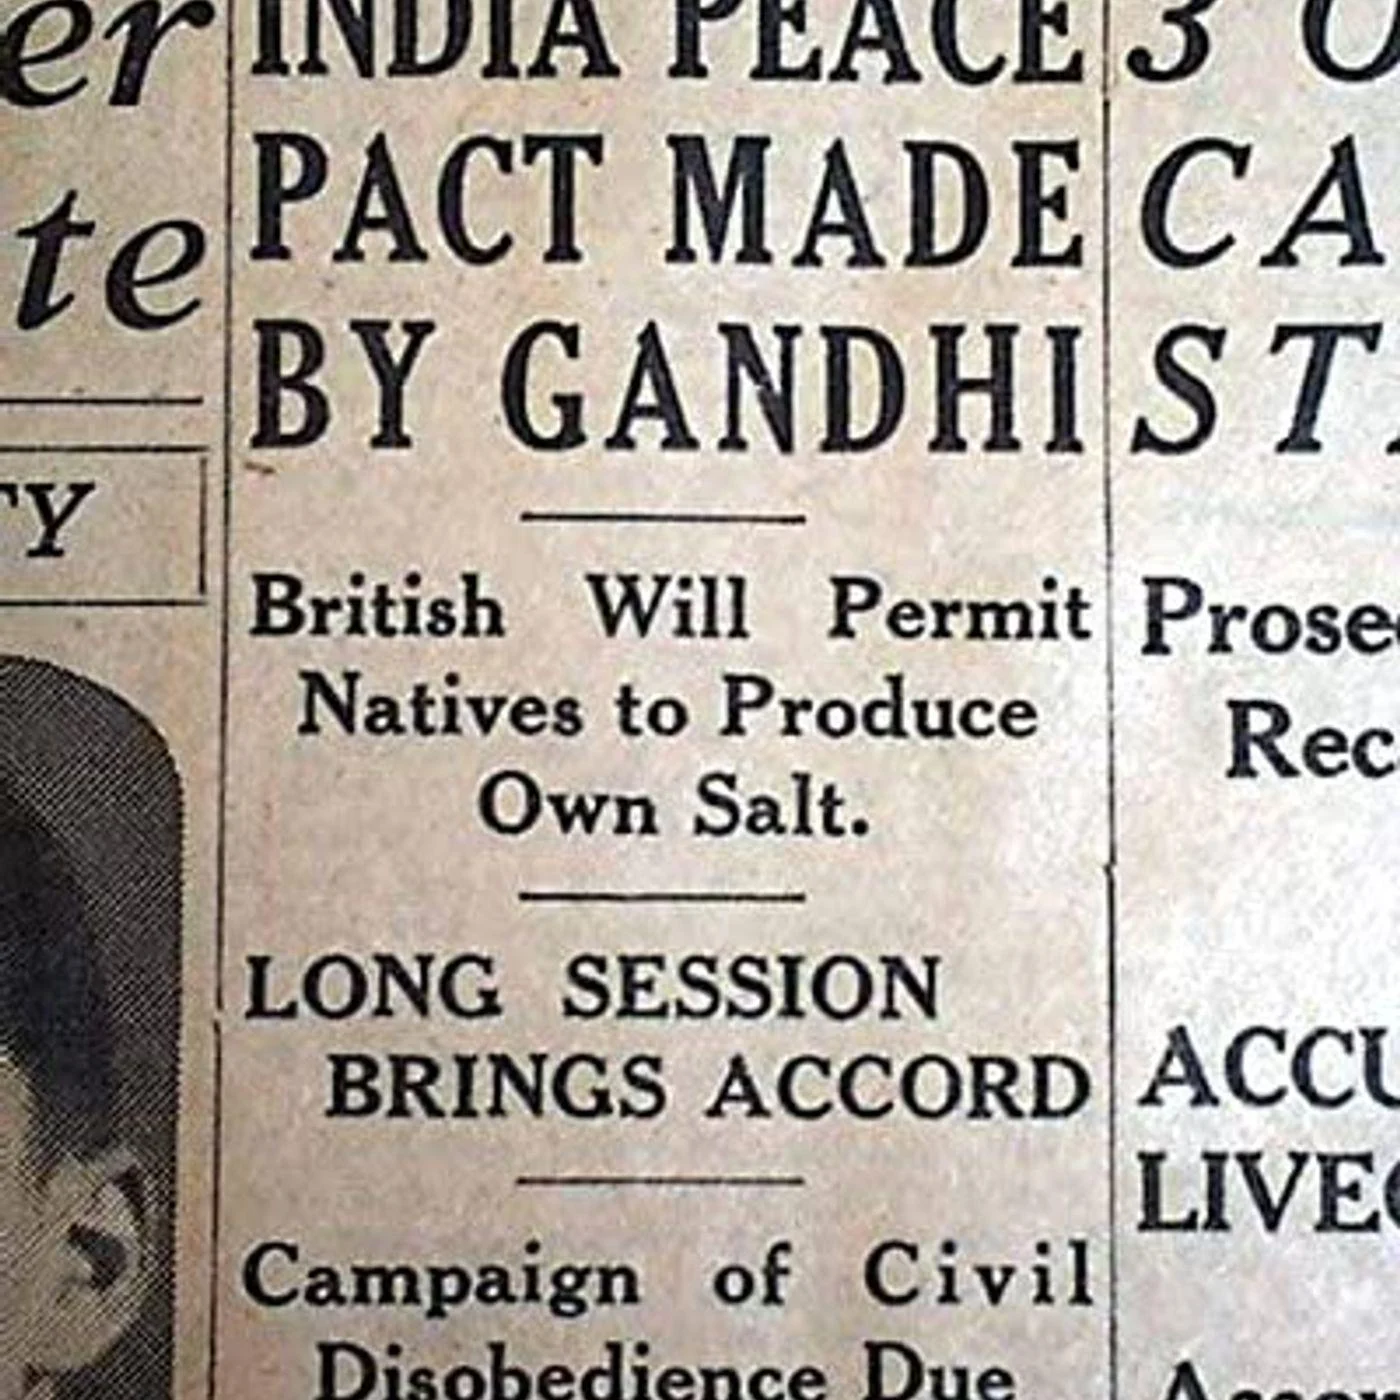 er
te
TY
INDIA PEACE
PACT MADE
BY GANDHI
British Will Permit
Natives to Produce
Own Salt.
LONG SESSION
BRINGS ACCORD
Campaign of Civil
Disobedience Due
3
CA
ST
Prose
Rec
ACCU
LIVE